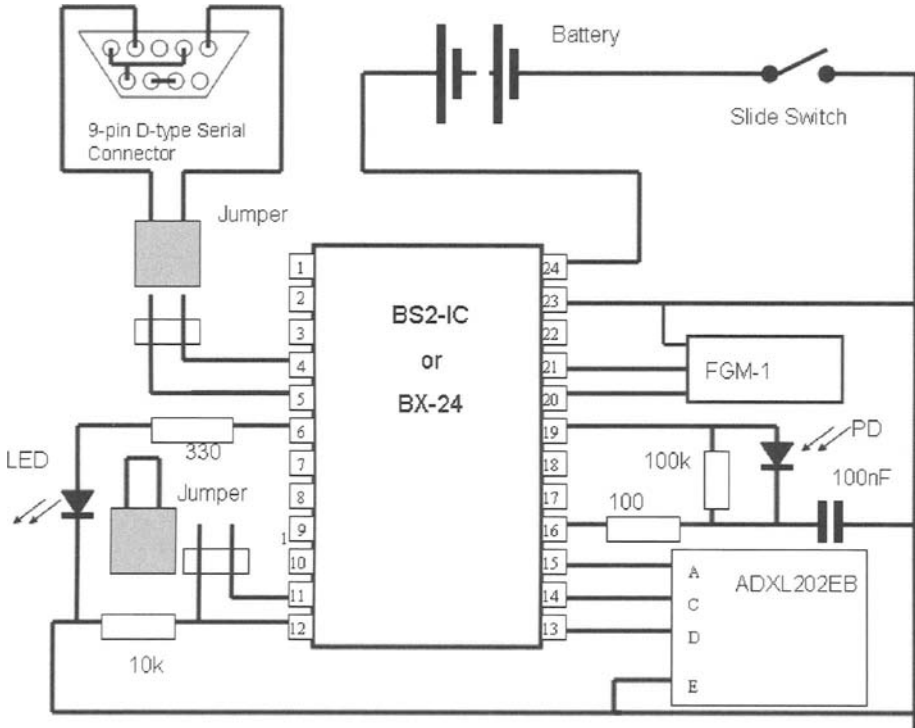 Battery
Slide Switch
9-pin D-type Serial
Connector
Jumper
BS2-IC
or
BX-24
1
2
3
4
5
6
7
8
9
10
11
12
24
23
22
21
20
19
18
17
16
15
14
13
FGM-1
LED
330
Jumper
1
10k
PD
100k
100nF
100
ADXL202EB
A
C
D
E